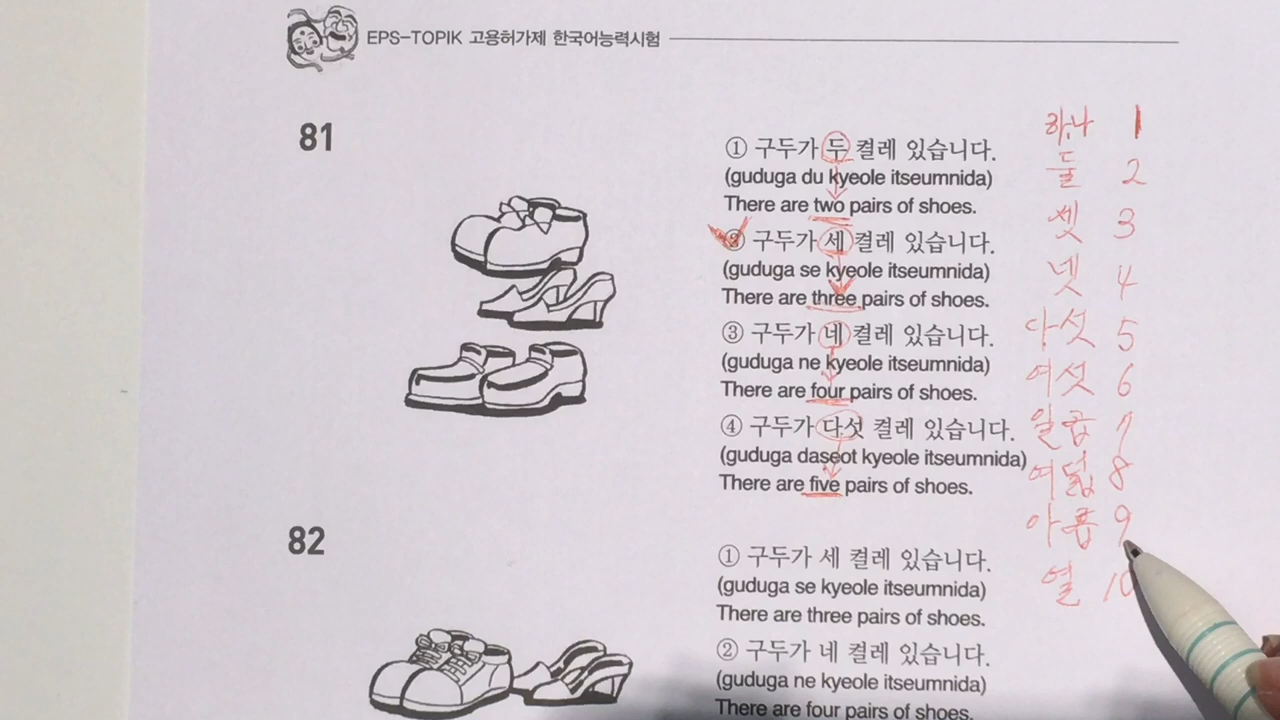 EPS-TOPIK 고용허가제 한국어능력시험
81
① 구두가 두 켤레 있습니다.
(guduga du kyeole itseumnida)
There are two pairs of shoes.
② 구두가 세 켤레 있습니다.
(guduga se kyeole itseumnida)
There are three pairs of shoes.
③ 구두가 네 켤레 있습니다.
(guduga ne kyeole itseumnida)
There are four pairs of shoes.
④ 구두가 다섯 켤레 있습니다.
(guduga daseot kyeole itseumnida)
There are five pairs of shoes.
하나 1
둘 2
셋 3
넷 4
다섯 5
여섯 6
일곱 7
여덟 8
아홉 9
열 10
82
① 구두가 세 켤레 있습니다.
(guduga se kyeole itseumnida)
There are three pairs of shoes.
② 구두가 네 켤레 있습니다.
(guduga ne kyeole itseumnida)
There are four pairs of shoes.